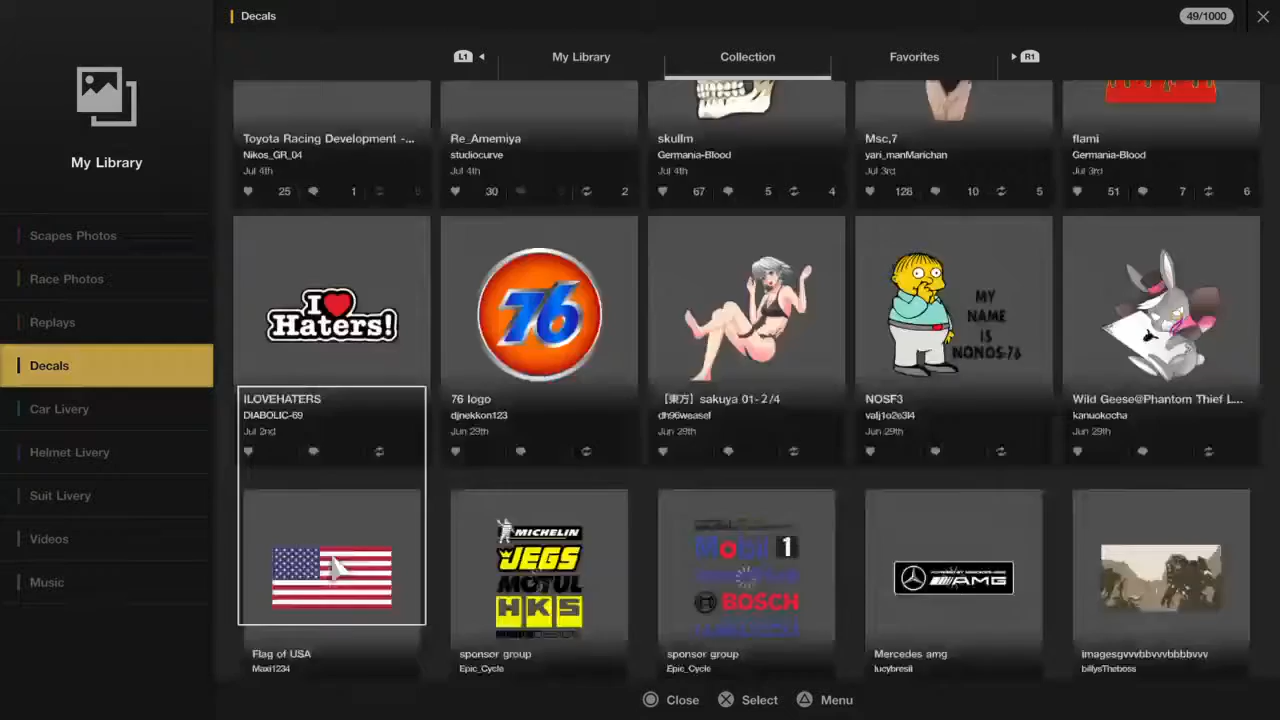 Decals
49/1000
My Library
L1
My Library
Collection
Favorites
R1
Scapes Photos
Race Photos
Replays
Decals
Car Livery
Helmet Livery
Suit Livery
Videos
Music
Toyota Racing Development -...
Nikos_GR_04
Jul 4th
25 1
Re_Amemiya
studiocurve
Jul 4th
30 2
skullm
Germania-Blood
Jul 4th
67 5 4
Msc,7
yari_manMarichan
Jul 3rd
128 10 5
flami
Germania-Blood
Jul 3rd
51 7 6
I
Haters!
ILOVEHATERS
DIABOLIC-69
Jul 2nd
76
76 logo
djnekkon123
Jun 29th
［東方］sakuya 01-２/4
dh96weasel
Jun 29th
MY
NAME
IS
NONOS-76
NOSF3
valj1o2e3l4
Jun 29th
Wild Geese@Phantom Thief L...
kanuokocha
Jun 29th
Flag of USA
Maxi1234
MICHELIN
JEGS
MOTUL
HKS
sponsor group
Epic_Cycle
Mobil 1
BOSCH
sponsor group
Epic_Cycle
AMG
Mercedes amg
lucybresil
imagesgvvvbbvvvbbbbvvv
billysTheboss
Close
Select
Menu